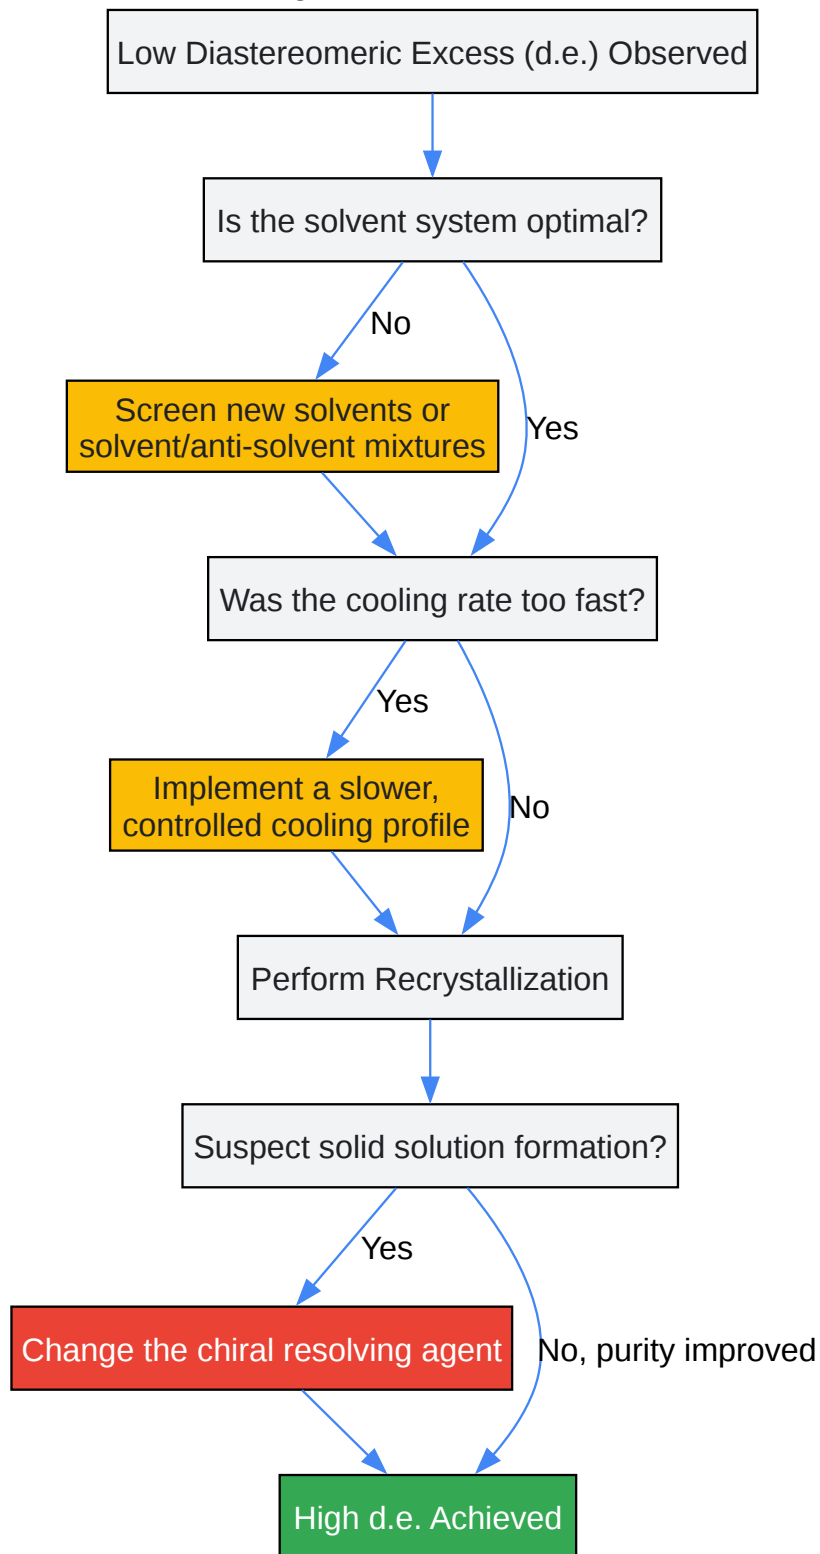 Low Diastereomeric Excess (d.e.) Observed
Is the solvent system optimal?
No
Screen new solvents or
solvent/anti-solvent mixtures
Yes
Was the cooling rate too fast?
Yes
Implement a slower,
controlled cooling profile
No
Perform Recrystallization
Suspect solid solution formation?
Yes
Change the chiral resolving agent
No, purity improved
High d.e. Achieved